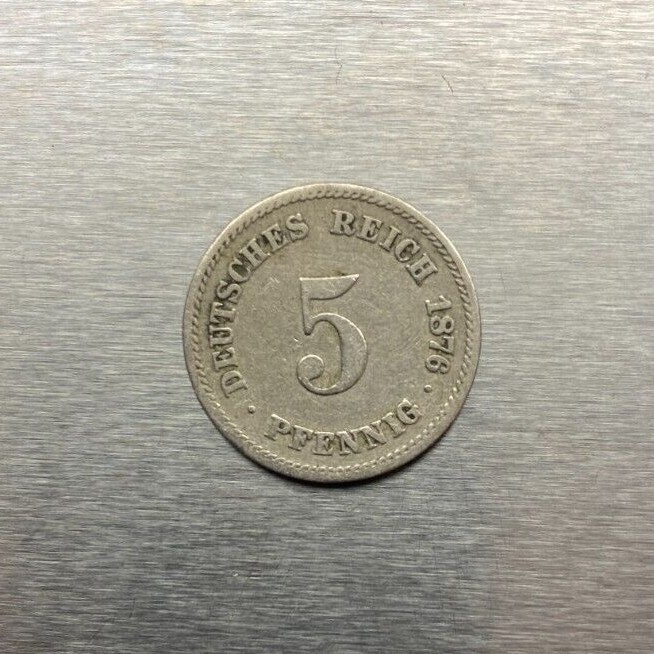 DEUTSCHES REICH 1876
5
· PFENNIG ·